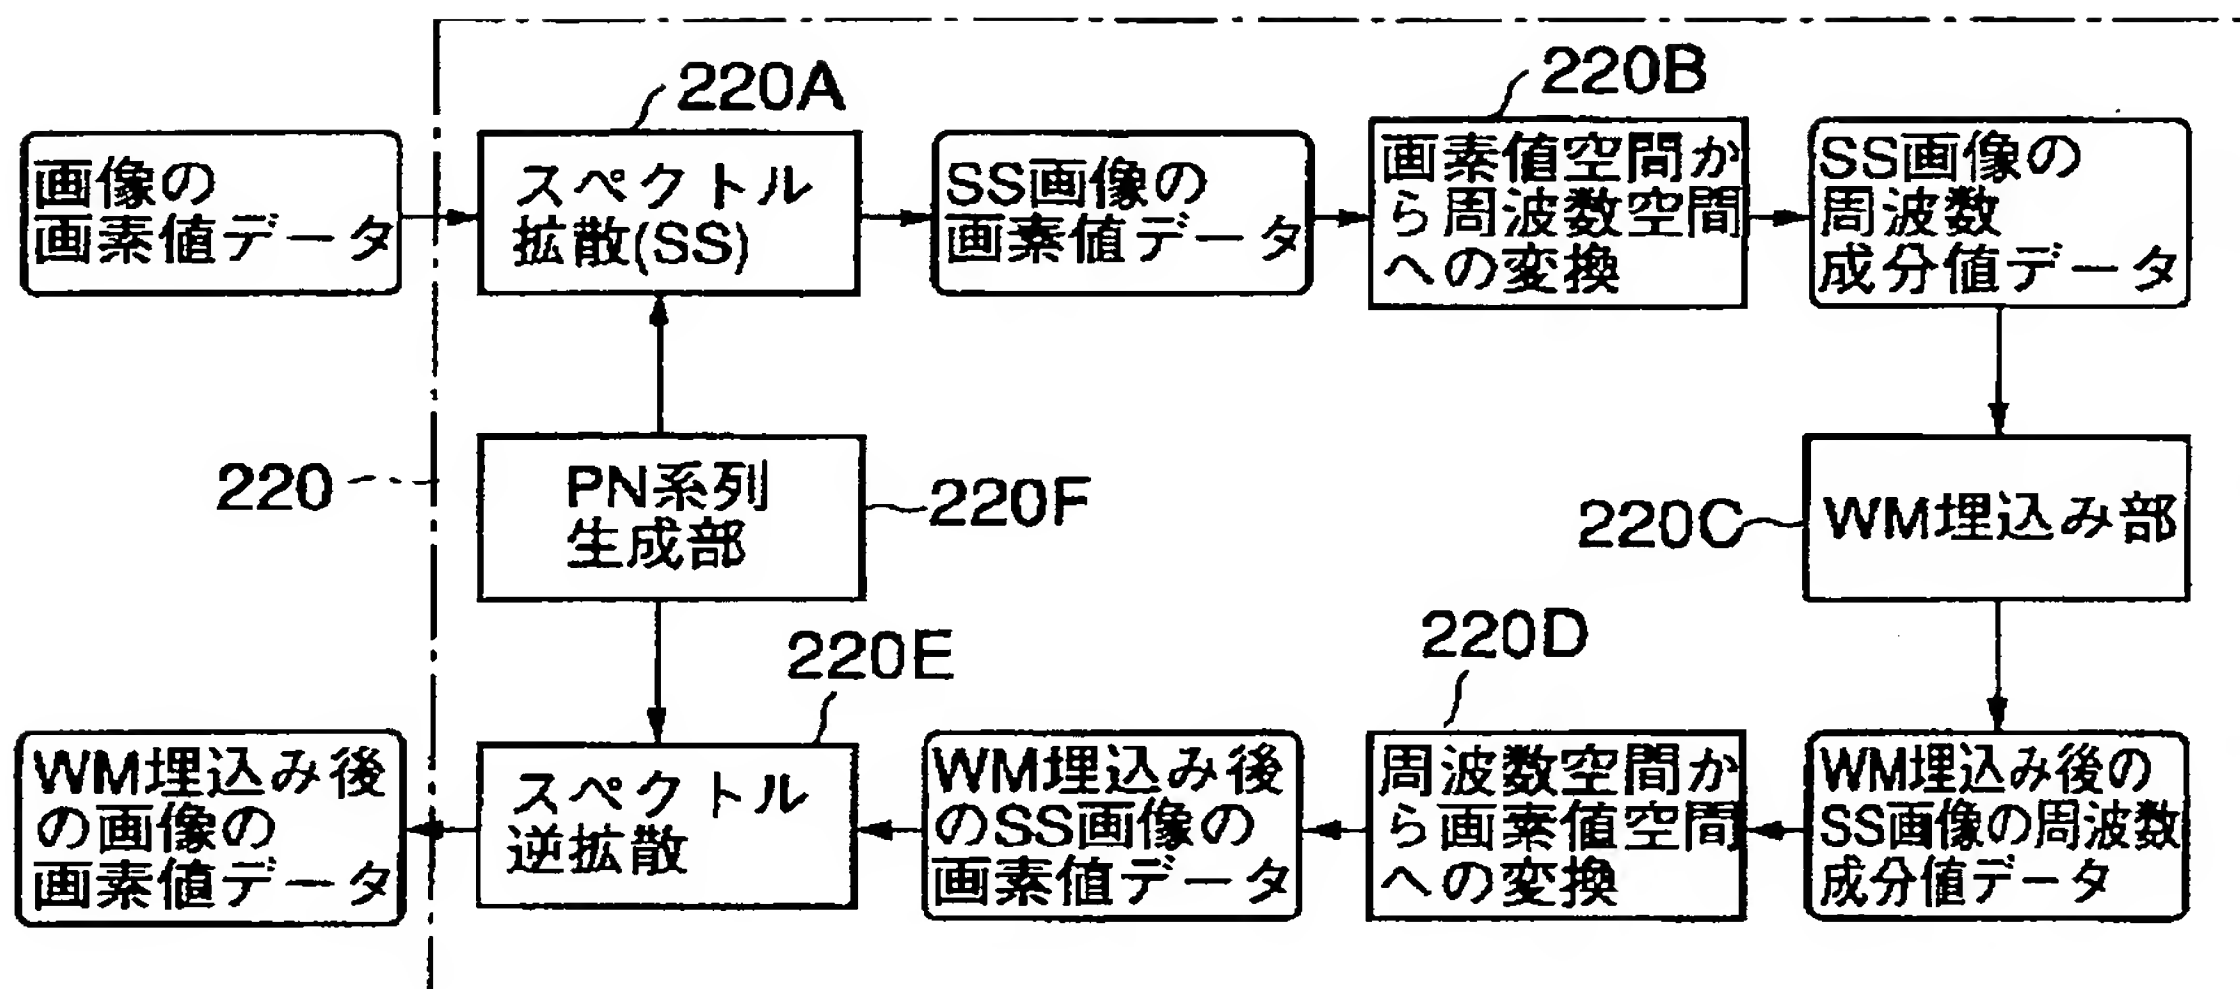 220A
220B
画像の
画素値データ
スペクトル
拡散(SS)
SS画像の
画素値データ
画素値空間か
ら周波数空間
への変換
SS画像の
周波数
成分値データ
220
PN系列
生成部
220F
220C
WM埋込み部
220E
220D
WM埋込み後
の画像の
画素値データ
スペクトル
逆拡散
WM埋込み後
のSS画像の
画素値データ
周波数空間か
ら画素値空間
への変換
WM埋込み後の
SS画像の周波数
成分値データ